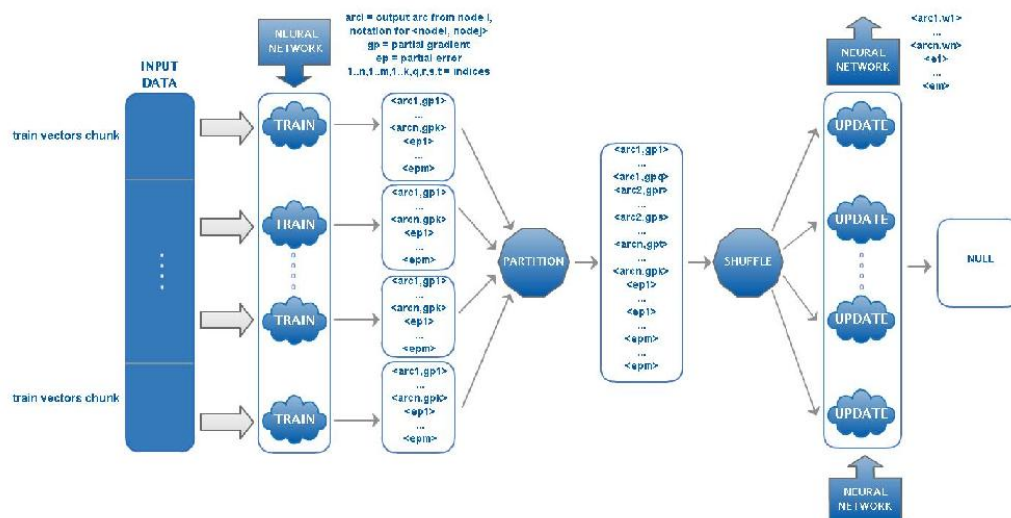 NEURAL
NETWORK
arci = output arc from node i,
notation for <nodei, nodej>
gp = partial gradient
ep = partial error
1..n,1..m,1..k,q,r,s,t = indices
INPUT
DATA
train vectors chunk
train vectors chunk
TRAIN
TRAIN
TRAIN
TRAIN
<arc1,gp1>
...
<arcn,gpk>
<ep1>
...
<epm>
<arc1,gp1>
...
<arcn,gpk>
<ep1>
...
<epm>
<arc1,gp1>
...
<arcn,gpk>
<ep1>
...
<epm>
<arc1,gp1>
...
<arcn,gpk>
<ep1>
...
<epm>
PARTITION
<arc1,gp1>
...
<arc1,gpq>
<arc2,gpr>
...
<arc2,gps>
...
<arcn,gpt>
...
<arcn,gpk>
<ep1>
...
<ep1>
...
<epm>
...
<epm>
SHUFFLE
NEURAL
NETWORK
<arc1,w1>
...
<arcn,wn>
<e1>
...
<em>
UPDATE
UPDATE
UPDATE
UPDATE
NEURAL
NETWORK
NULL